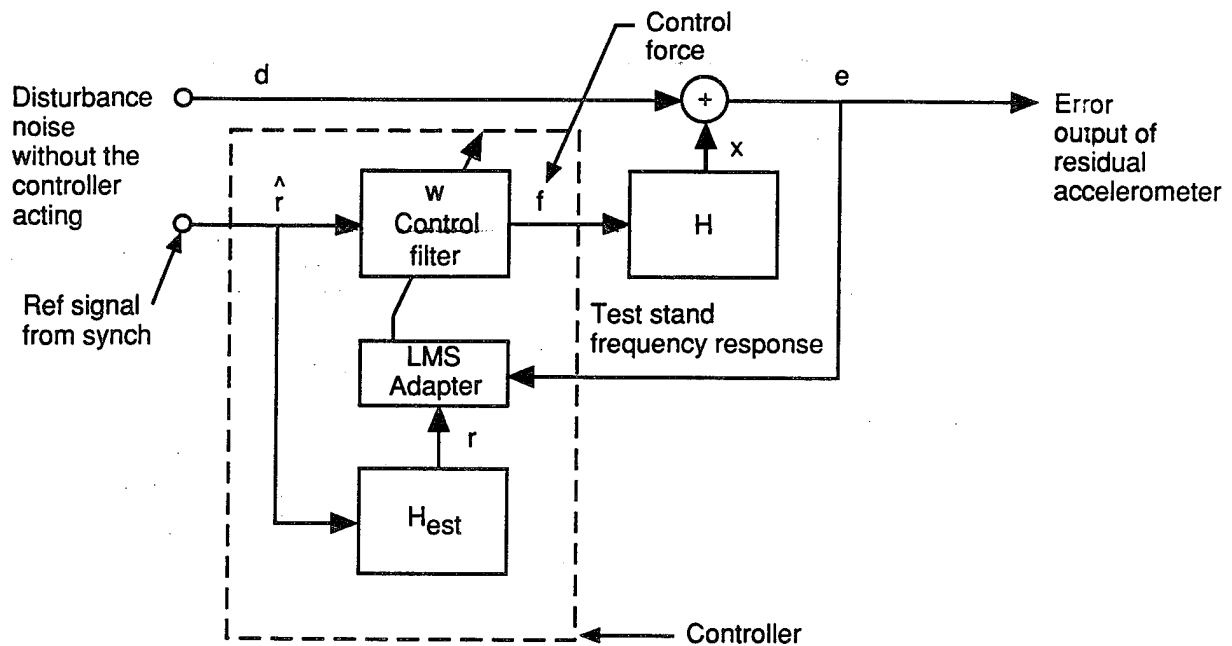 Control
force
d
e
Disturbance
noise
without the
controller
acting
+
Error
output of
residual
accelerometer
x
r̂
w
Control
filter
f
H
Ref signal
from synch
Test stand
frequency response
LMS
Adapter
r
Hest
Controller